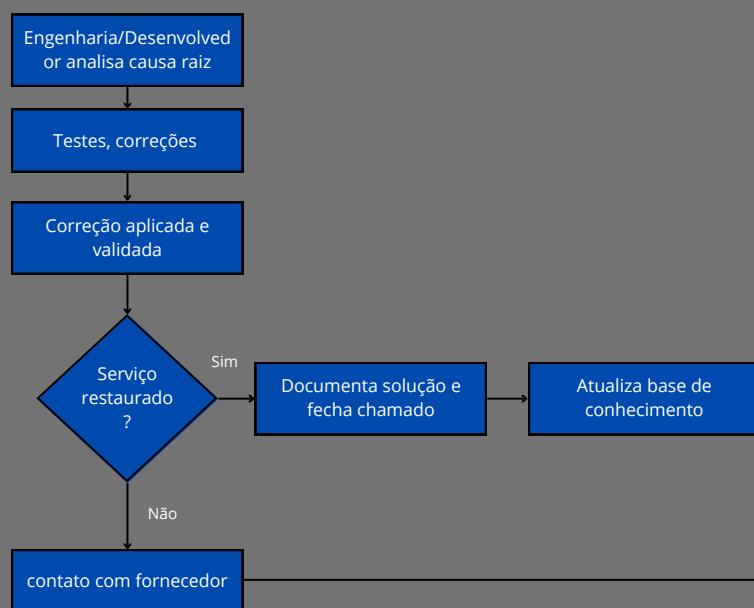 Engenharia/Desenvolved
or analisa causa raiz
Testes, correções
Correção aplicada e
validada
Serviço
restaurado
?
Sim
Documenta solução e
fecha chamado
Atualiza base de
conhecimento
Não
contato com fornecedor